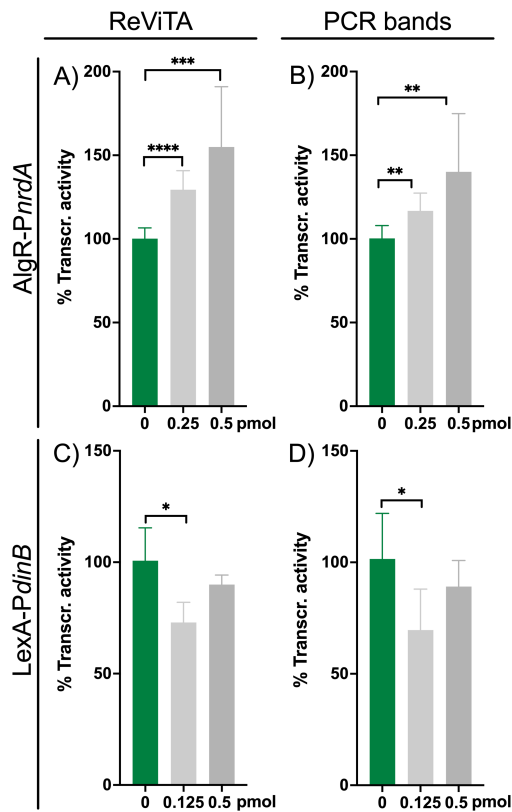 ReViTA
PCR bands
AlgR-PnrdA
A)
% Transcr. activity
200
150
100
50
0
***
****
0 0.25 0.5 pmol
B)
% Transcr. activity
200
150
100
50
0
**
**
0 0.25 0.5 pmol
LexA-PdinB
C)
% Transcr. activity
150
100
50
0
*
0 0.125 0.5 pmol
D)
% Transcr. activity
150
100
50
0
*
0 0.125 0.5 pmol